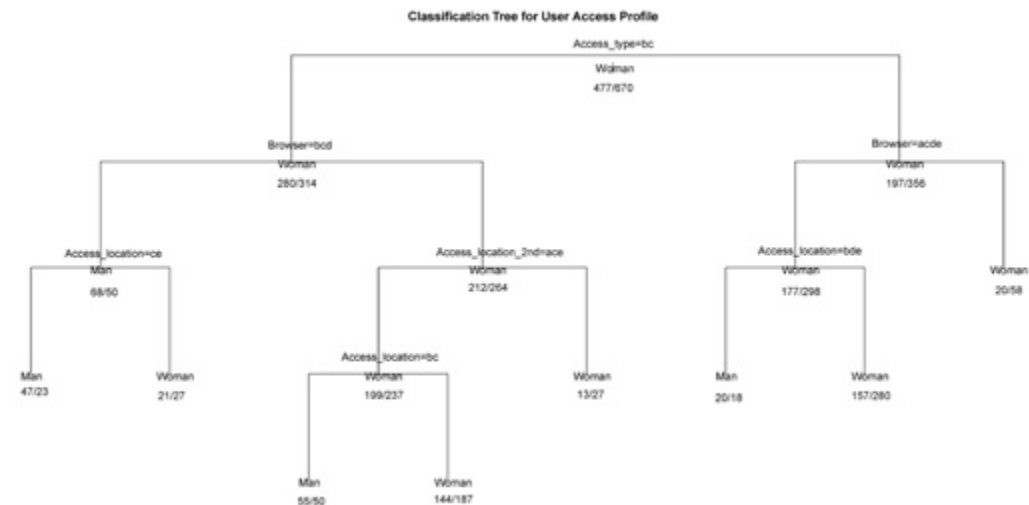 Classification Tree for User Access Profile
Access_type=bc
Woman
477/670
Browser=bcd
Woman
280/314
Browser=acde
Woman
197/356
Access_location=ce
Man
68/50
Access_location_2nd=ace
Woman
212/264
Access_location=bde
Woman
177/298
Woman
20/58
Man
47/23
Woman
21/27
Access_location=bc
Woman
199/237
Woman
13/27
Man
20/18
Woman
157/280
Man
55/50
Woman
144/187